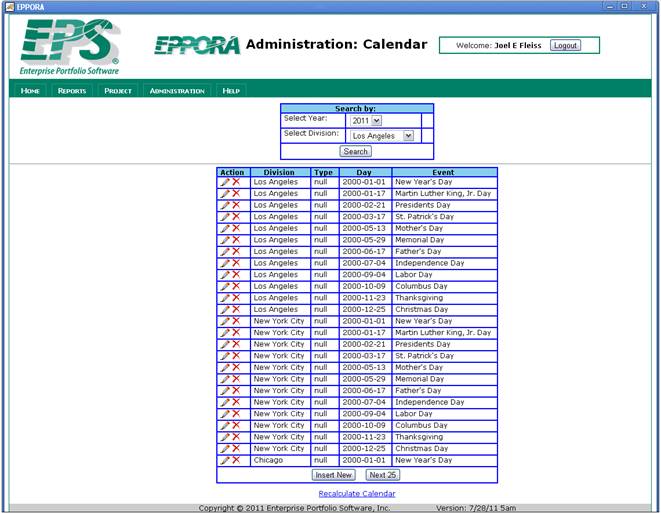 EPPORA
EPS
Enterprise Portfolio Software
EPPORA Administration: Calendar
Welcome: Joel E Fleiss Logout
HOME REPORTS PROJECT ADMINISTRATION HELP
Search by:
Select Year: 2011
Select Division: Los Angeles
Search
Action Division Type Day Event
Los Angeles null 2000-01-01 New Year's Day
Los Angeles null 2000-01-17 Martin Luther King, Jr. Day
Los Angeles null 2000-02-21 Presidents Day
Los Angeles null 2000-03-17 St. Patrick's Day
Los Angeles null 2000-05-13 Mother's Day
Los Angeles null 2000-05-29 Memorial Day
Los Angeles null 2000-06-17 Father's Day
Los Angeles null 2000-07-04 Independence Day
Los Angeles null 2000-09-04 Labor Day
Los Angeles null 2000-10-09 Columbus Day
Los Angeles null 2000-11-23 Thanksgiving
Los Angeles null 2000-12-25 Christmas Day
New York City null 2000-01-01 New Year's Day
New York City null 2000-01-17 Martin Luther King, Jr. Day
New York City null 2000-02-21 Presidents Day
New York City null 2000-03-17 St. Patrick's Day
New York City null 2000-05-13 Mother's Day
New York City null 2000-05-29 Memorial Day
New York City null 2000-06-17 Father's Day
New York City null 2000-07-04 Independence Day
New York City null 2000-09-04 Labor Day
New York City null 2000-10-09 Columbus Day
New York City null 2000-11-23 Thanksgiving
New York City null 2000-12-25 Christmas Day
Chicago null 2000-01-01 New Year's Day
Insert New Next 25
Recalculate Calendar
Copyright © 2011 Enterprise Portfolio Software, Inc. Version: 7/28/11 5am